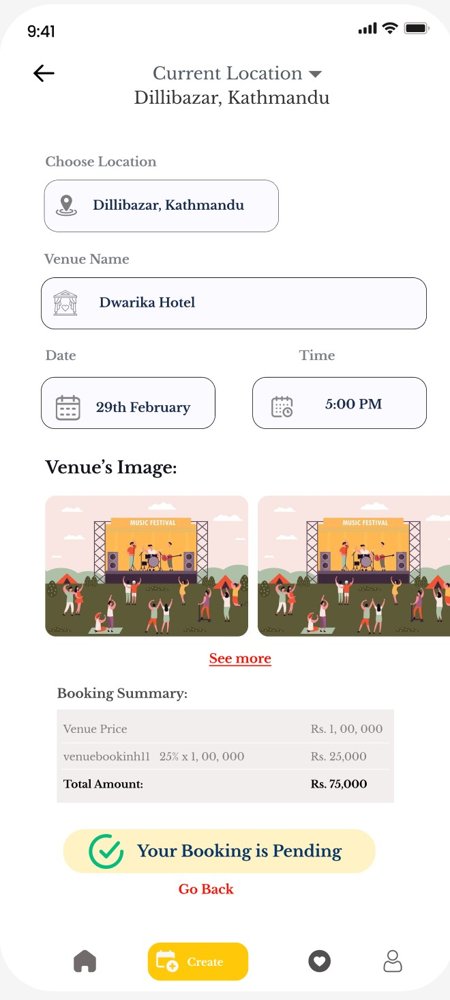 9:41
Current Location
Dillibazar, Kathmandu
Choose Location
Dillibazar, Kathmandu
Venue Name
Dwarika Hotel
Date Time
29th February 5:00 PM
Venue’s Image:
MUSIC FESTIVAL MUSIC FESTIVAL
See more
Booking Summary:
Venue Price Rs. 1, 00, 000
venuebookinh11 25% x 1, 00, 000 Rs. 25,000
Total Amount: Rs. 75,000
Your Booking is Pending
Go Back
Create